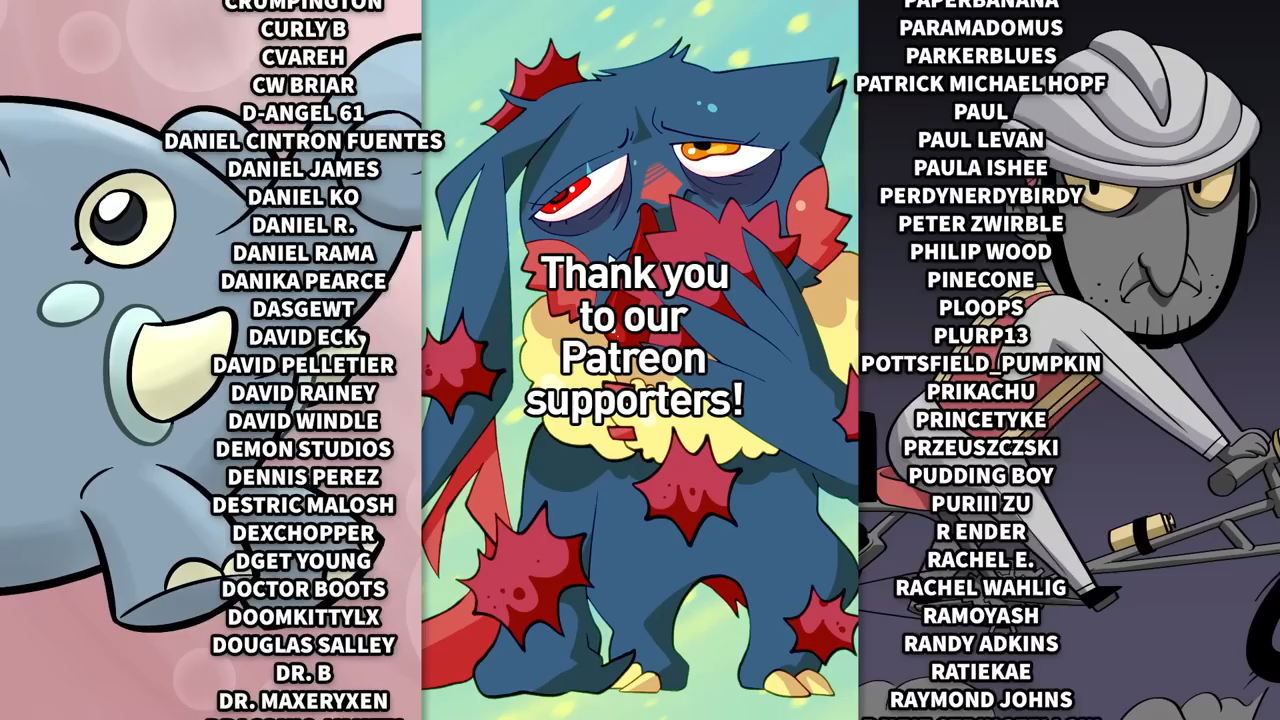 CRUMPINGTON
CURLY B
CVAREH
CW BRIAR
D-ANGEL 61
DANIEL CINTRON FUENTES
DANIEL JAMES
DANIEL KO
DANIEL R.
DANIEL RAMA
DANIKA PEARCE
DASGEWT
DAVID ECK
DAVID PELLETIER
DAVID RAINEY
DAVID WINDLE
DEMON STUDIOS
DENNIS PEREZ
DESTRIC MALOSH
DEXCHOPPER
DGET YOUNG
DOCTOR BOOTS
DOOMKITTYLX
DOUGLAS SALLEY
DR. B
DR. MAXERYXEN
Thank you
to our
Patreon
supporters!
PAPERBANANA
PARAMADOMUS
PARKERBLUES
PATRICK MICHAEL HOPF
PAUL
PAUL LEVAN
PAULA ISHEE
PERDYNERDYBIRDY
PETER ZWIRBLE
PHILIP WOOD
PINECONE
PLOOPS
PLURP13
POTTSFIELD_PUMPKIN
PRIKACHU
PRINCETYKE
PRZEUSZCZSKI
PUDDING BOY
PURIII ZU
R ENDER
RACHEL E.
RACHEL WAHLIG
RAMOYASH
RANDY ADKINS
RATIEKAE
RAYMOND JOHNS